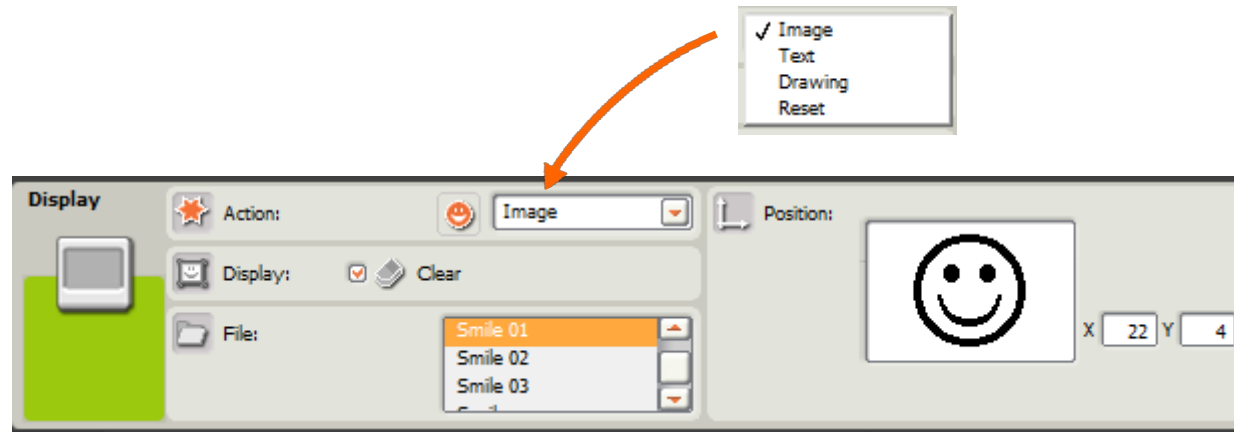 ✓ Image
Text
Drawing
Reset
Display
Action:
Image
Position:
Display:
Clear
File:
Smile 01
Smile 02
Smile 03
X 22 Y 4